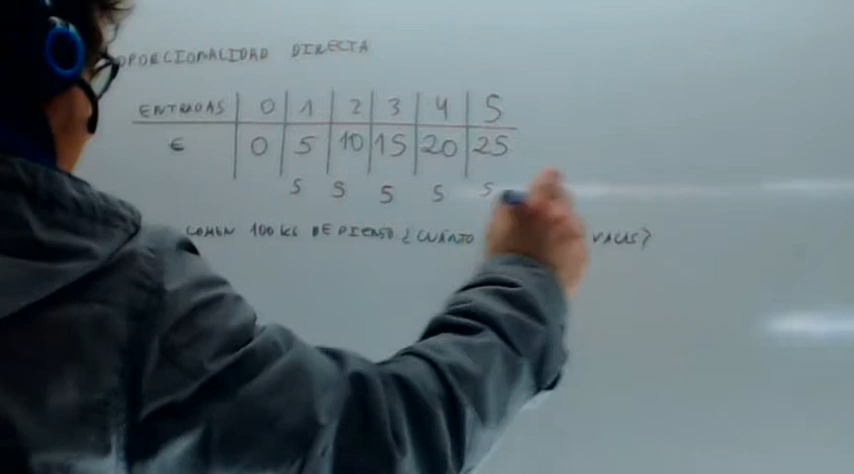 OPORCIONALIDAD DIRECTA
ENTRADAS 0 1 2 3 4 5
€ 0 5 10 15 20 25
5 5 5 5 5
COMEN 100 KG DE PIENSO ¿CUÁNTO VACAS?